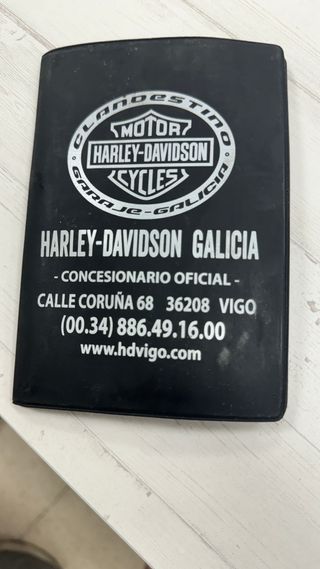 CLANDESTINO
MOTOR
HARLEY-DAVIDSON
CYCLES
GARAJE-GALICIA
HARLEY-DAVIDSON GALICIA
- CONCESIONARIO OFICIAL -
CALLE CORUÑA 68 36208 VIGO
(00.34) 886.49.16.00
www.hdvigo.com